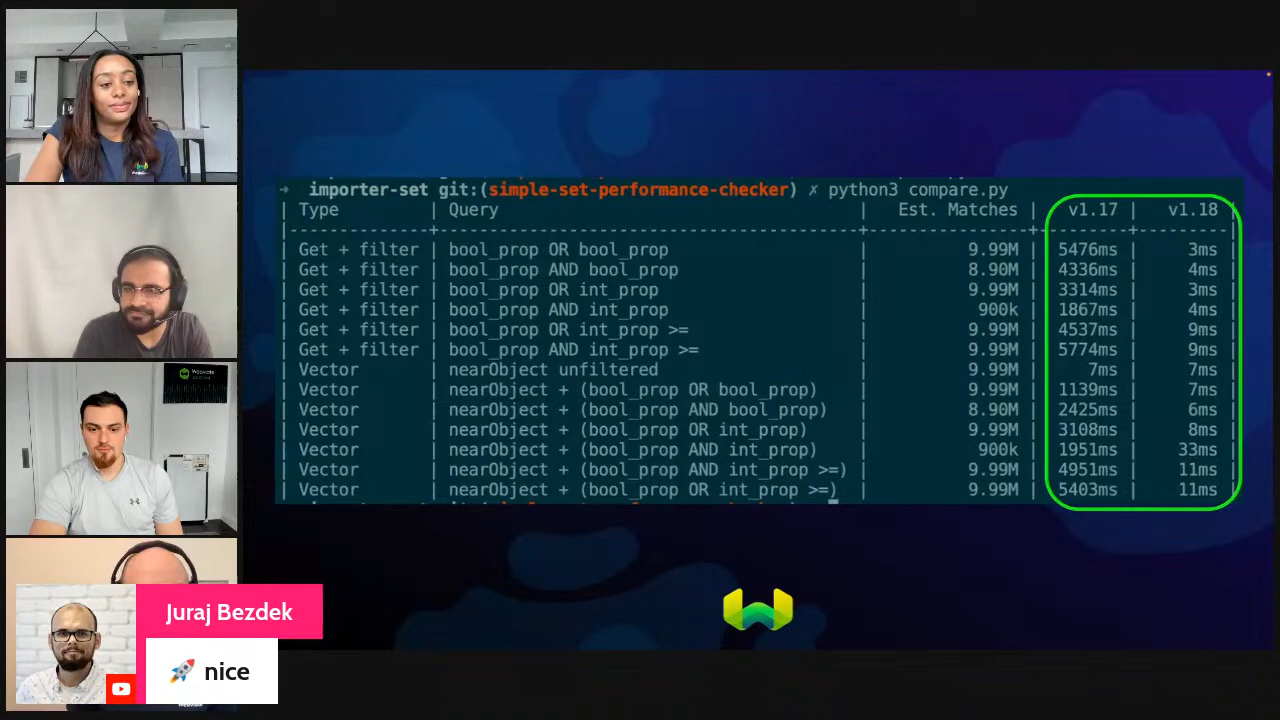 ➜ importer-set git:(simple-set-performance-checker) ✗ python3 compare.py
| Type | Query | Est. Matches | v1.17 | v1.18 |
|--------------+------------------------------------------+----------------+---------+---------|
| Get + filter | bool_prop OR bool_prop | 9.99M | 5476ms | 3ms |
| Get + filter | bool_prop AND bool_prop | 8.90M | 4336ms | 4ms |
| Get + filter | bool_prop OR int_prop | 9.99M | 3314ms | 3ms |
| Get + filter | bool_prop AND int_prop | 900k | 1867ms | 4ms |
| Get + filter | bool_prop OR int_prop >= | 9.99M | 4537ms | 9ms |
| Get + filter | bool_prop AND int_prop >= | 9.99M | 5774ms | 9ms |
| Vector | nearObject unfiltered | 9.99M | 7ms | 7ms |
| Vector | nearObject + (bool_prop OR bool_prop) | 9.99M | 1139ms | 7ms |
| Vector | nearObject + (bool_prop AND bool_prop) | 8.90M | 2425ms | 6ms |
| Vector | nearObject + (bool_prop OR int_prop) | 9.99M | 3108ms | 8ms |
| Vector | nearObject + (bool_prop AND int_prop) | 900k | 1951ms | 33ms |
| Vector | nearObject + (bool_prop AND int_prop >=) | 9.99M | 4951ms | 11ms |
| Vector | nearObject + (bool_prop OR int_prop >=) | 9.99M | 5403ms | 11ms |
Weaviate
Juraj Bezdek
🚀 nice